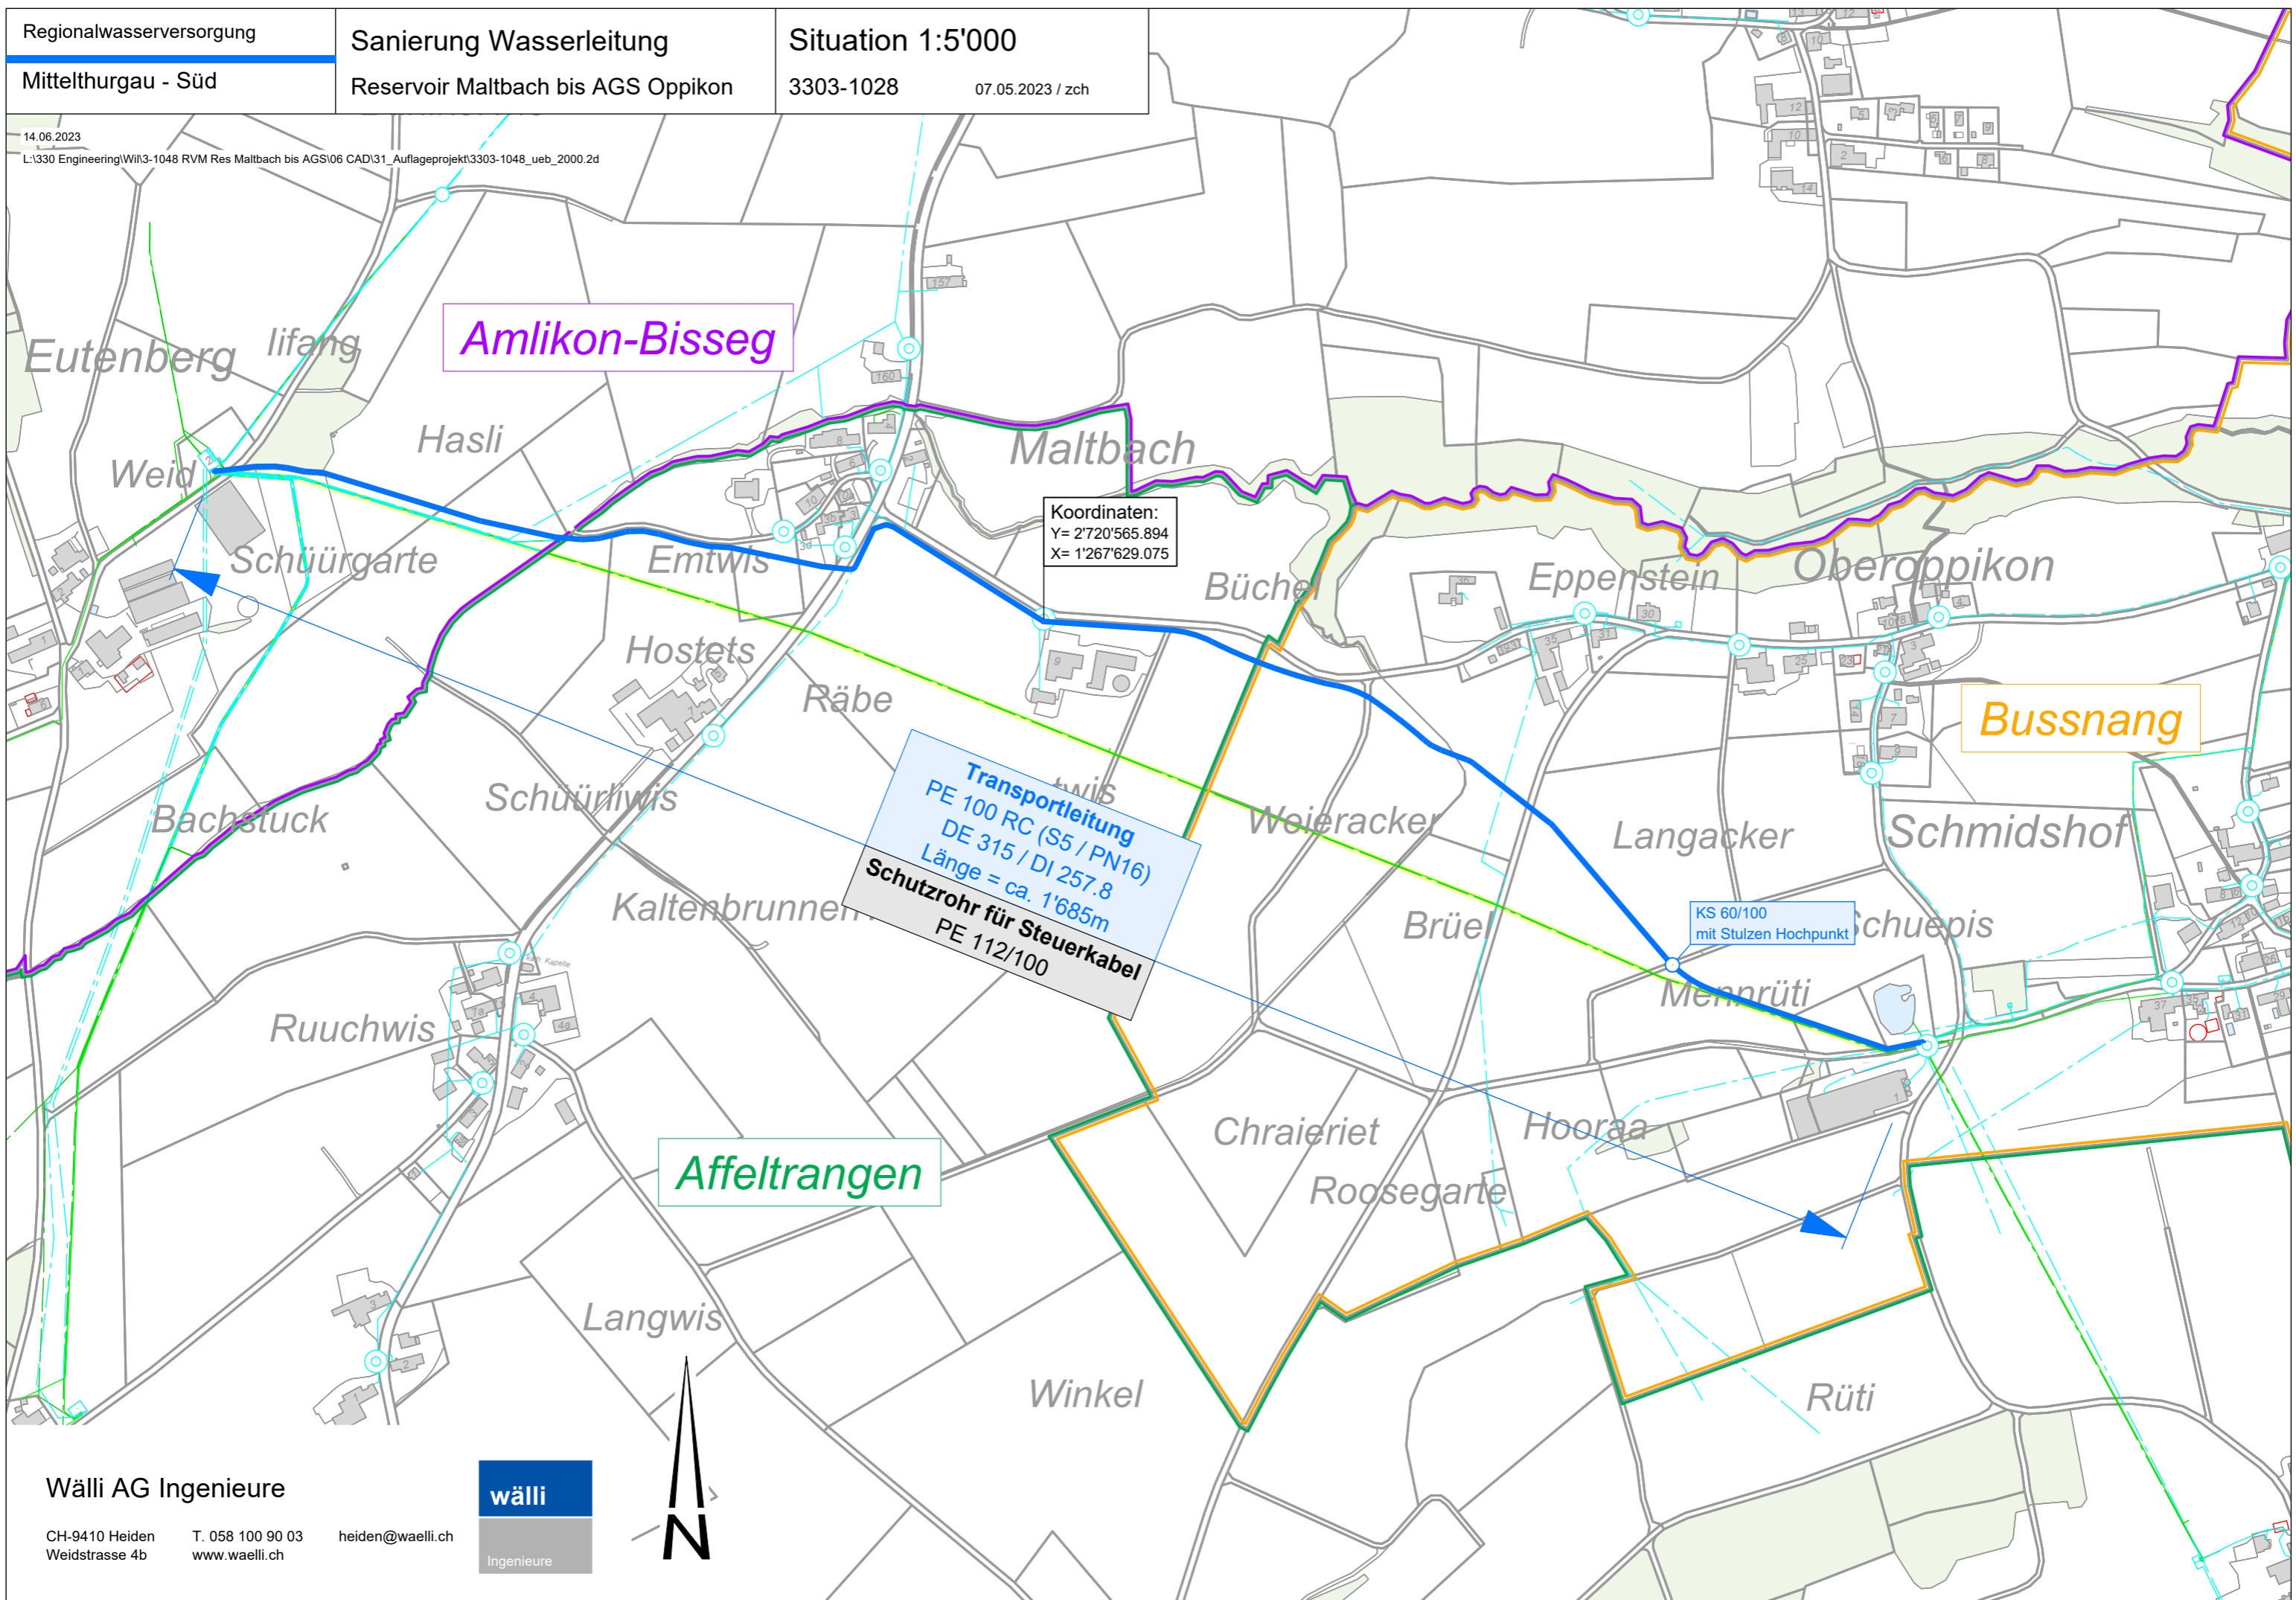 Regionalwasserversorgung
Mittelthurgau - Süd
Sanierung Wasserleitung
Reservoir Maltbach bis AGS Oppikon
Situation 1:5'000
3303-1028 07.05.2023 / zch
14.06.2023
L:\330 Engineering\Wil\3-1048 RVM Res Maltbach bis AGS\06 CAD\31_Auflageprojekt\3303-1048_ueb_2000.2d
Amlikon-Bisseg
Eutenberg
Iifang
Hasli
Weid
Maltbach
Koordinaten:
Y= 2'720'565.894
X= 1'267'629.075
Schüürgarte
Emtwis
Büchel
Eppenstein
Oberoppikon
Hostets
Räbe
Bussnang
Schüürliwis
Bachstuck
twis
Transportleitung
PE 100 RC (S5 / PN16)
DE 315 / DI 257.8
Länge = ca. 1'685m
Schutzrohr für Steuerkabel
PE 112/100
Weieracker
Langacker
Schmidshof
Kaltenbrunnen
Brüel
KS 60/100
mit Stulzen Hochpunkt
Schuepis
Mennrüti
Kath. Kapelle
Ruuchwis
Chraieriet
Hooraa
Affeltrangen
Roosegarte
Langwis
Winkel
Rüti
Wälli AG Ingenieure
CH-9410 Heiden T. 058 100 90 03 heiden@waelli.ch
Weidstrasse 4b www.waelli.ch
wälli
Ingenieure
N
157
160